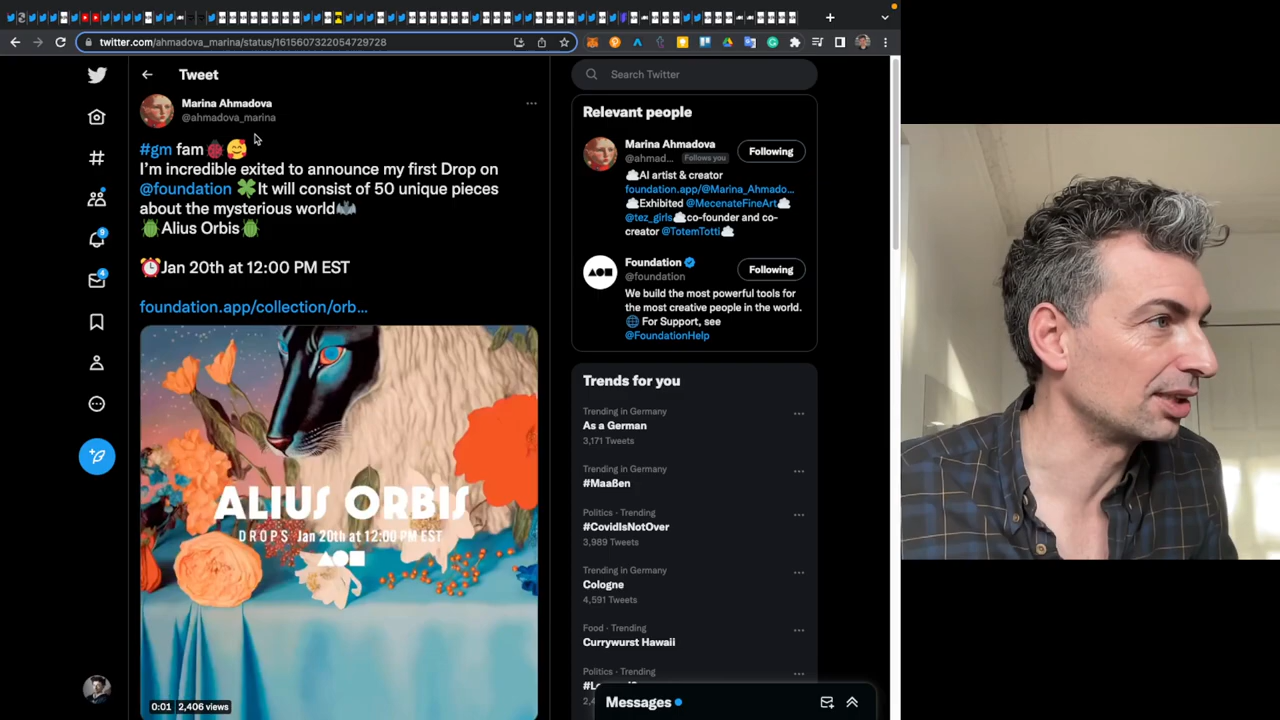 twitter.com/ahmadova_marina/status/1615607322054729728
Tweet
Marina Ahmadova
@ahmadova_marina
#gm fam🐞🥰
I'm incredible exited to announce my first Drop on
@foundation 🍀It will consist of 50 unique pieces
about the mysterious world🦇
🪲Alius Orbis🪲
⏰Jan 20th at 12:00 PM EST
foundation.app/collection/orb...
ALIUS ORBIS
DROPS Jan 20th at 12:00 PM EST
0:01 2,406 views
Search Twitter
Relevant people
Marina Ahmadova
@ahmad... Follows you
Following
☁️AI artist & creator
foundation.app/@Marina_Ahmado...
☁️Exhibited @MecenateFineArt☁️
@tez_girls☁️co-founder and co-
creator @TotemTotti☁️
Foundation
@foundation
Following
We build the most powerful tools for
the most creative people in the world.
🌐 For Support, see
@FoundationHelp
Trends for you
Trending in Germany
As a German
3,171 Tweets
Trending in Germany
#Maaßen
Politics · Trending
#CovidIsNotOver
3,989 Tweets
Trending in Germany
Cologne
4,591 Tweets
Food · Trending
Currywurst Hawaii
Politics · Trending
Messages
9
4